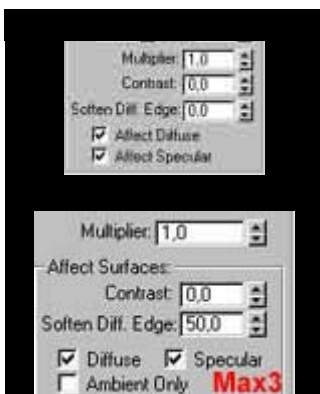 Multiplier: 1,0
Contrast: 0,0
Soften Diff. Edge: 0,0
Affect Diffuse
Affect Specular
Multiplier: 1,0
Affect Surfaces:
Contrast: 0,0
Soften Diff. Edge: 50,0
Diffuse Specular
Ambient Only Max3